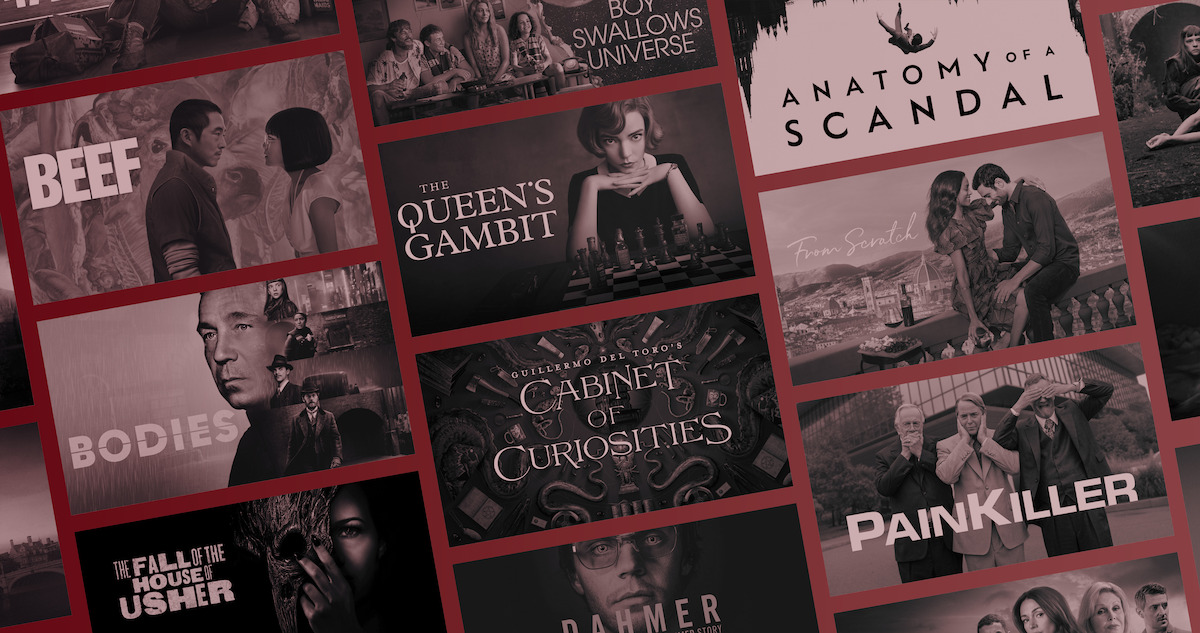 BOY
SWALLOWS
UNIVERSE
ANATOMY OF A
SCANDAL
BEEF
THE
QUEEN'S
GAMBIT
From Scratch
BODIES
GUILLERMO DEL TORO'S
CABINET
OF
CURIOSITIES
PAINKILLER
THE FALL OF THE
HOUSE OF
USHER
DAHMER
STORY